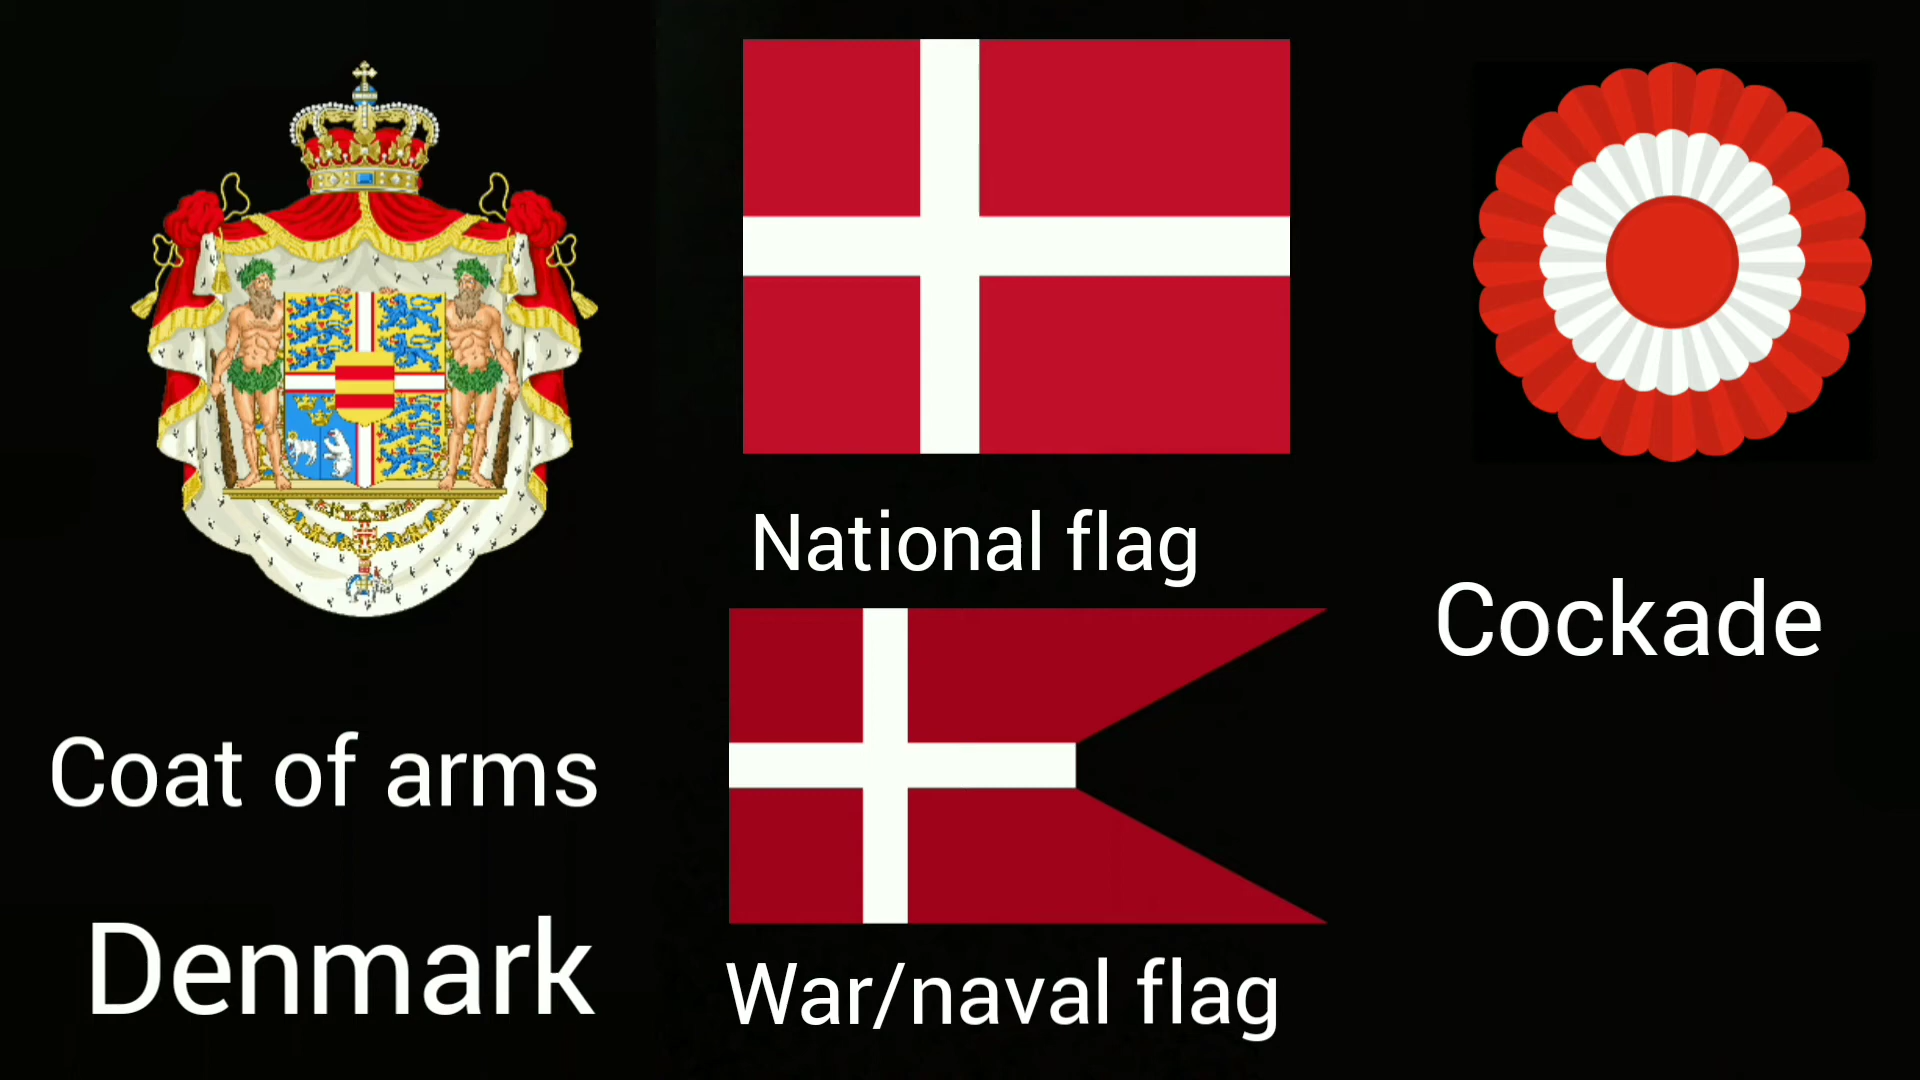 National flag
Cockade
Coat of arms
Denmark
War/naval flag